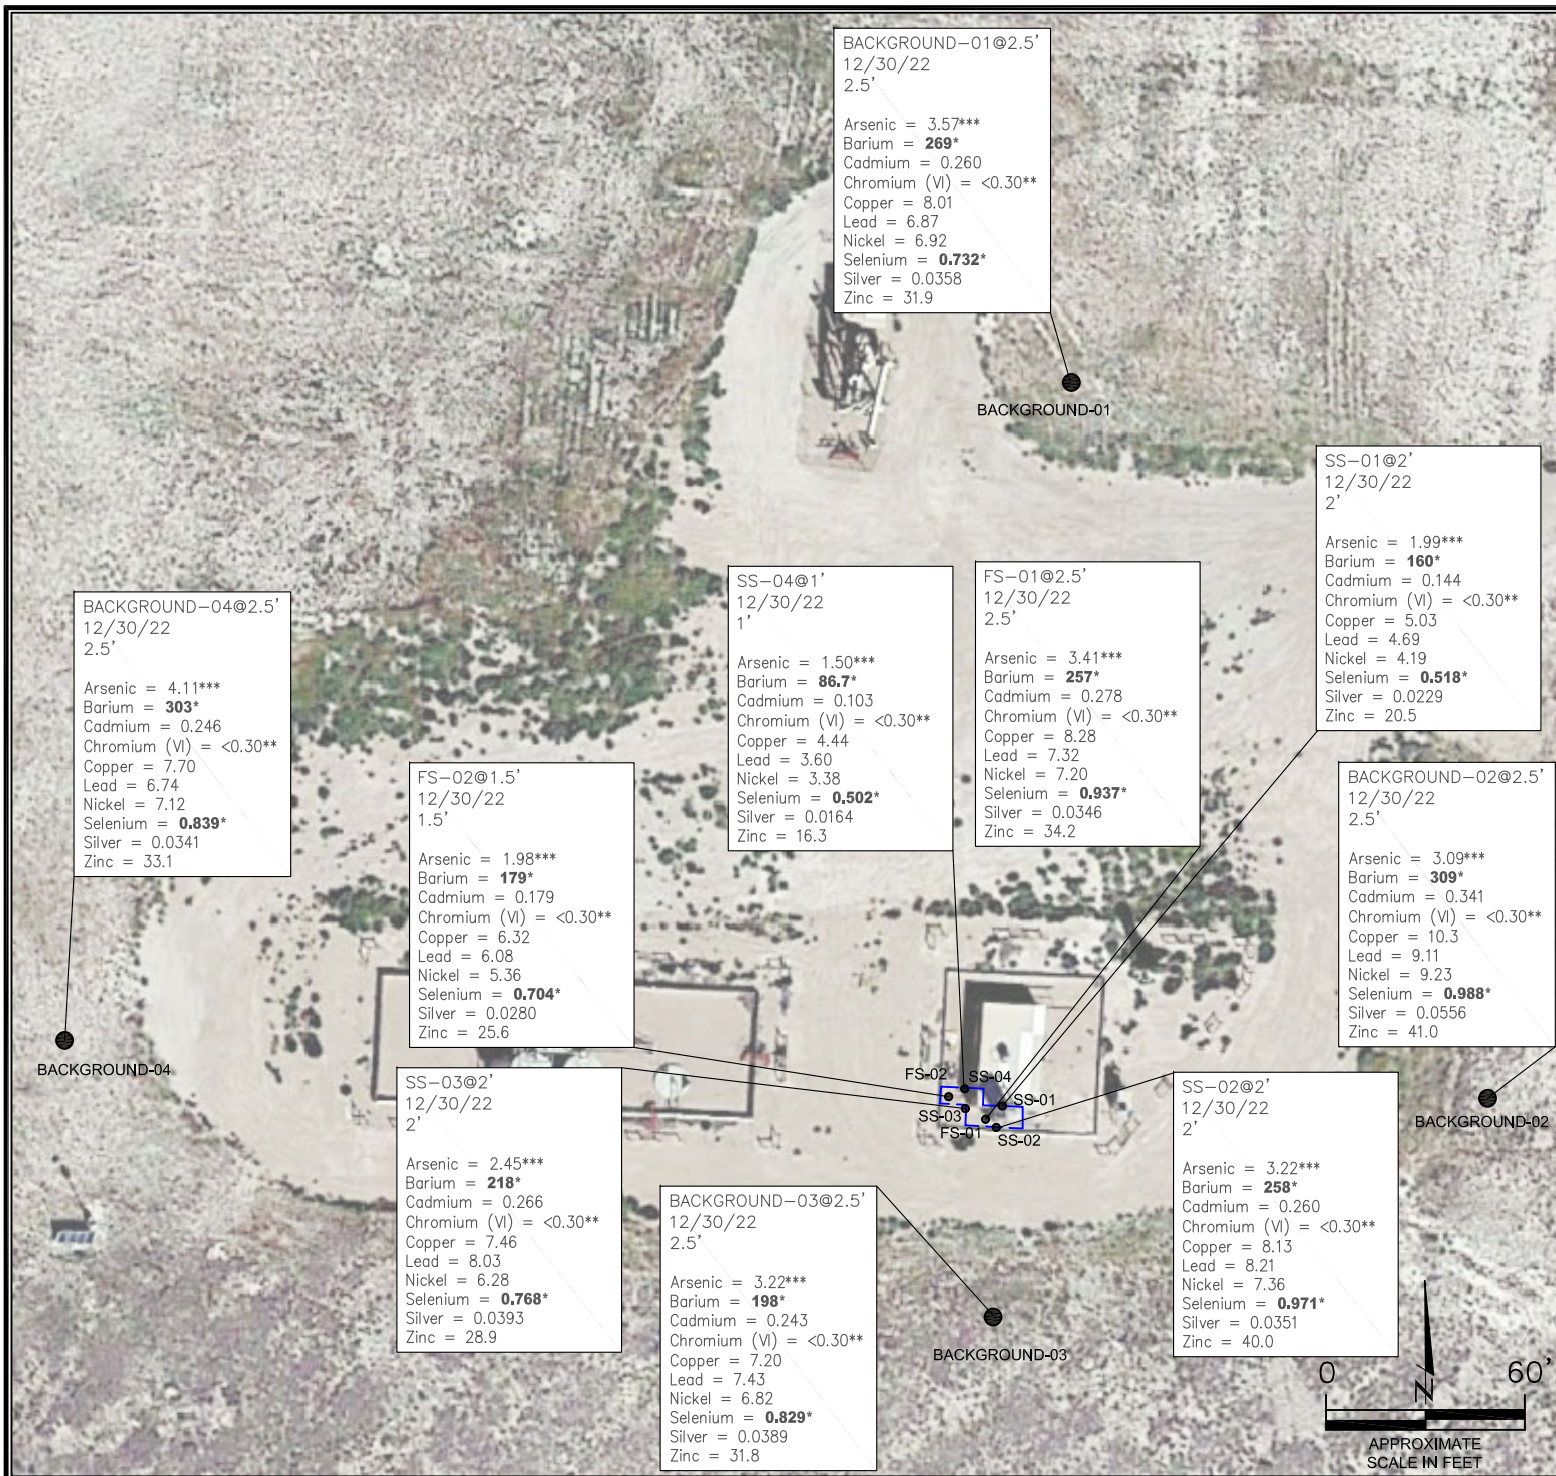 BACKGROUND-01@2.5'
12/30/22
2.5'
Arsenic = 3.57***
Barium = 269*
Cadmium = 0.260
Chromium (VI) = <0.30**
Copper = 8.01
Lead = 6.87
Nickel = 6.92
Selenium = 0.732*
Silver = 0.0358
Zinc = 31.9
BACKGROUND-01
SS-01@2'
12/30/22
2'
Arsenic = 1.99***
Barium = 160*
Cadmium = 0.144
Chromium (VI) = <0.30**
Copper = 5.03
Lead = 4.69
Nickel = 4.19
Selenium = 0.518*
Silver = 0.0229
Zinc = 20.5
SS-04@1'
12/30/22
1'
Arsenic = 1.50***
Barium = 86.7*
Cadmium = 0.103
Chromium (VI) = <0.30**
Copper = 4.44
Lead = 3.60
Nickel = 3.38
Selenium = 0.502*
Silver = 0.0164
Zinc = 16.3
FS-01@2.5'
12/30/22
2.5'
Arsenic = 3.41***
Barium = 257*
Cadmium = 0.278
Chromium (VI) = <0.30**
Copper = 8.28
Lead = 7.32
Nickel = 7.20
Selenium = 0.937*
Silver = 0.0346
Zinc = 34.2
BACKGROUND-04@2.5'
12/30/22
2.5'
Arsenic = 4.11***
Barium = 303*
Cadmium = 0.246
Chromium (VI) = <0.30**
Copper = 7.70
Lead = 6.74
Nickel = 7.12
Selenium = 0.839*
Silver = 0.0341
Zinc = 33.1
BACKGROUND-04
FS-02@1.5'
12/30/22
1.5'
Arsenic = 1.98***
Barium = 179*
Cadmium = 0.179
Chromium (VI) = <0.30**
Copper = 6.32
Lead = 6.08
Nickel = 5.36
Selenium = 0.704*
Silver = 0.0280
Zinc = 25.6
BACKGROUND-02@2.5'
12/30/22
2.5'
Arsenic = 3.09***
Barium = 309*
Cadmium = 0.341
Chromium (VI) = <0.30**
Copper = 10.3
Lead = 9.11
Nickel = 9.23
Selenium = 0.988*
Silver = 0.0556
Zinc = 41.0
BACKGROUND-02
FS-02
SS-04
SS-01
SS-03
FS-01
SS-02
SS-03@2'
12/30/22
2'
Arsenic = 2.45***
Barium = 218*
Cadmium = 0.266
Chromium (VI) = <0.30**
Copper = 7.46
Lead = 8.03
Nickel = 6.28
Selenium = 0.768*
Silver = 0.0393
Zinc = 28.9
SS-02@2'
12/30/22
2'
Arsenic = 3.22***
Barium = 258*
Cadmium = 0.260
Chromium (VI) = <0.30**
Copper = 8.13
Lead = 8.21
Nickel = 7.36
Selenium = 0.971*
Silver = 0.0351
Zinc = 40.0
BACKGROUND-03@2.5'
12/30/22
2.5'
Arsenic = 3.22***
Barium = 198*
Cadmium = 0.243
Chromium (VI) = <0.30**
Copper = 7.20
Lead = 7.43
Nickel = 6.82
Selenium = 0.829*
Silver = 0.0389
Zinc = 31.8
BACKGROUND-03
0 60'
N
APPROXIMATE
SCALE IN FEET